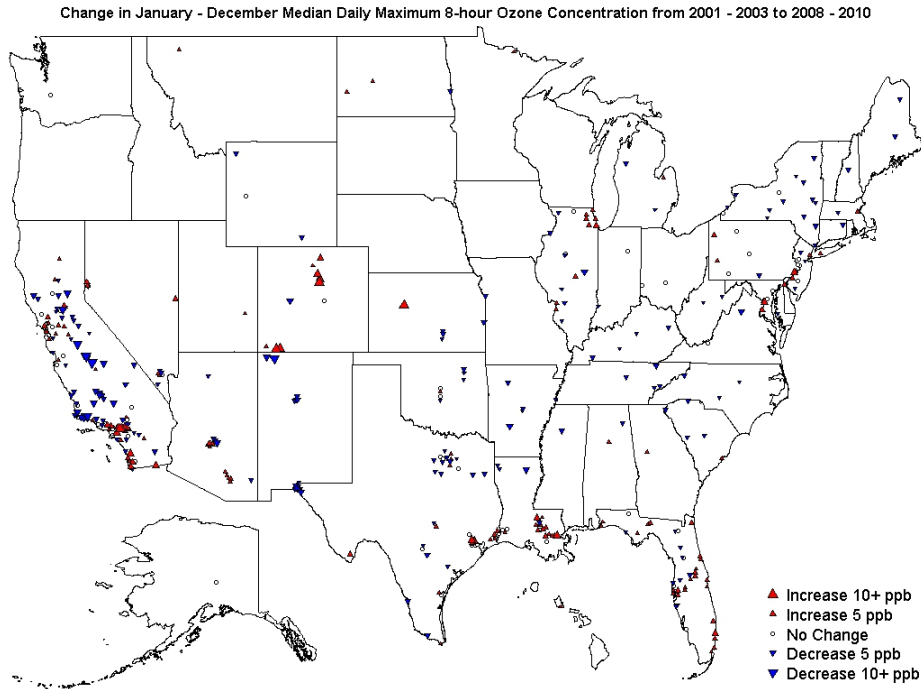 Change in January - December Median Daily Maximum 8-hour Ozone Concentration from 2001 - 2003 to 2008 - 2010
Increase 10+ ppb
Increase 5 ppb
No Change
Decrease 5 ppb
Decrease 10+ ppb